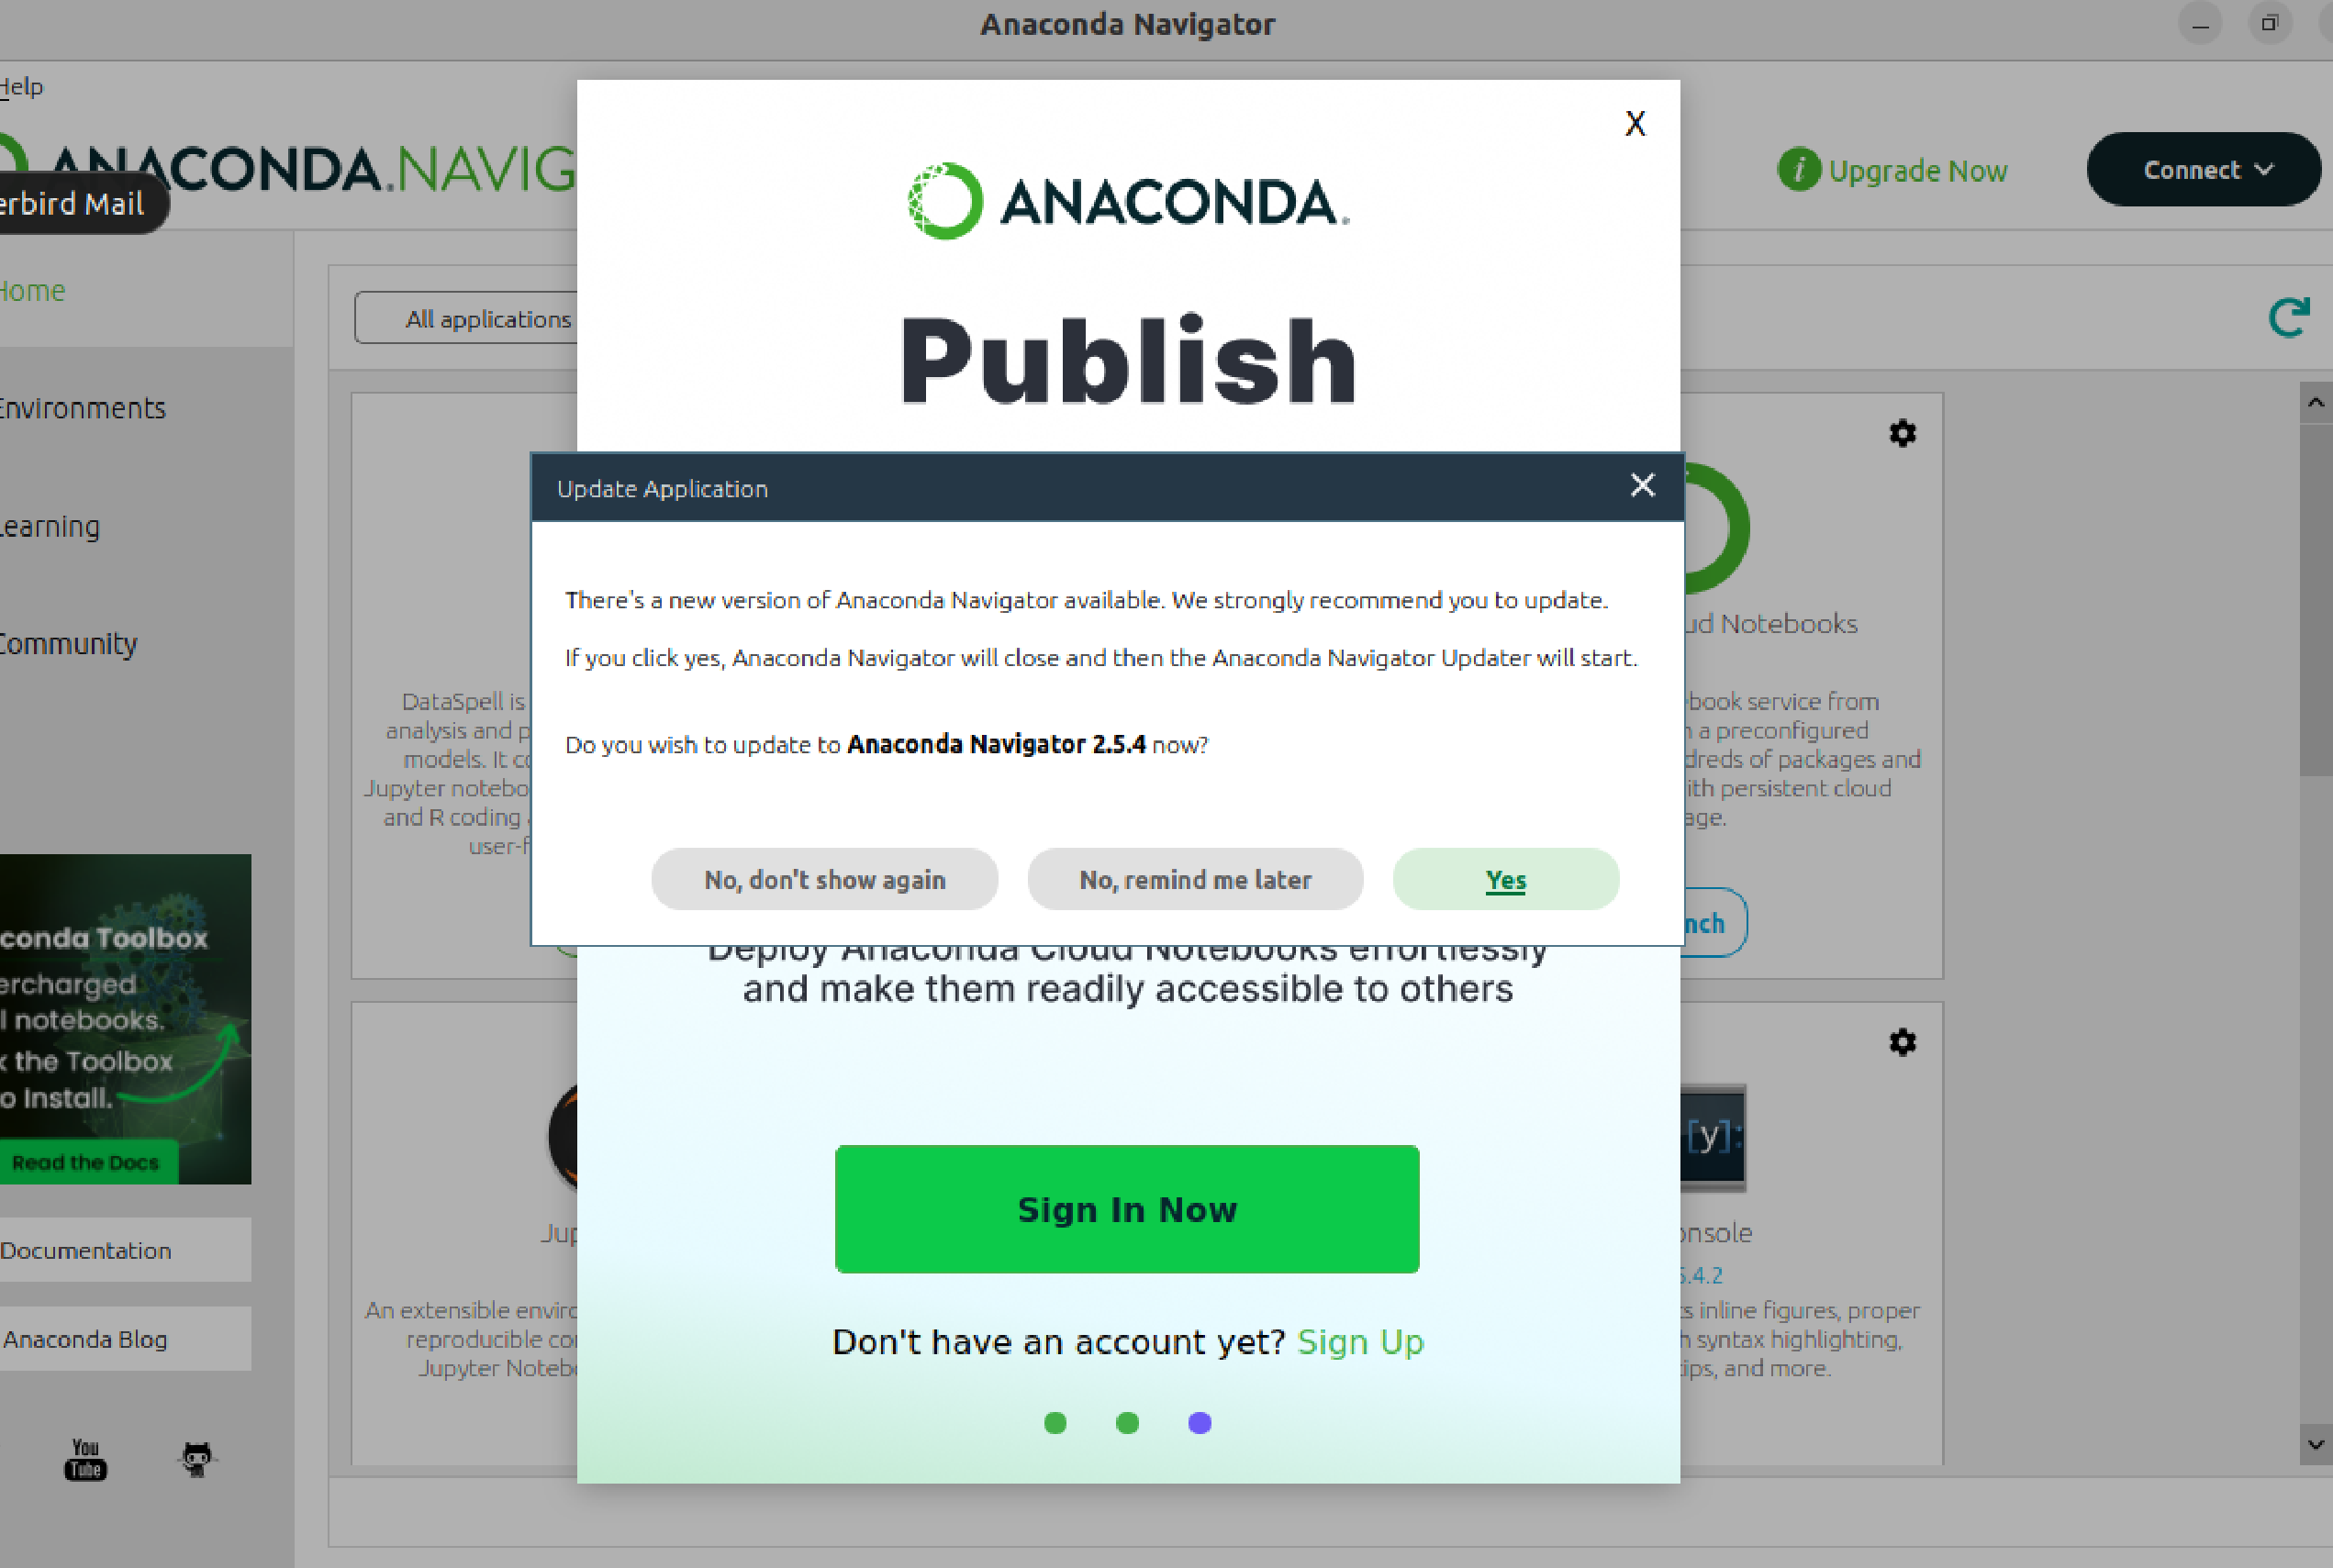 Anaconda Navigator
Help
ANACONDA.NAVIG
erbird Mail
Upgrade Now
Connect
Home
Environments
Learning
Community
All applications
X
ANACONDA.
Publish
Update Application
There's a new version of Anaconda Navigator available. We strongly recommend you to update.
If you click yes, Anaconda Navigator will close and then the Anaconda Navigator Updater will start.
Do you wish to update to Anaconda Navigator 2.5.4 now?
No, don't show again
No, remind me later
Yes
DataSpell is
analysis and p
models. It co
Jupyter notebo
and R coding
user-f
ud Notebooks
book service from
n a preconfigured
dreds of packages and
ith persistent cloud
age.
nch
Deploy Anaconda Cloud Notebooks effortlessly
and make them readily accessible to others
Sign In Now
Don't have an account yet? Sign Up
conda Toolbox
ercharged
l notebooks.
k the Toolbox
o Install.
Read the Docs
Documentation
Anaconda Blog
You
Tube
Jup
An extensible enviro
reproducible co
Jupyter Notebo
[y]:
onsole
5.4.2
ts inline figures, proper
h syntax highlighting,
tips, and more.